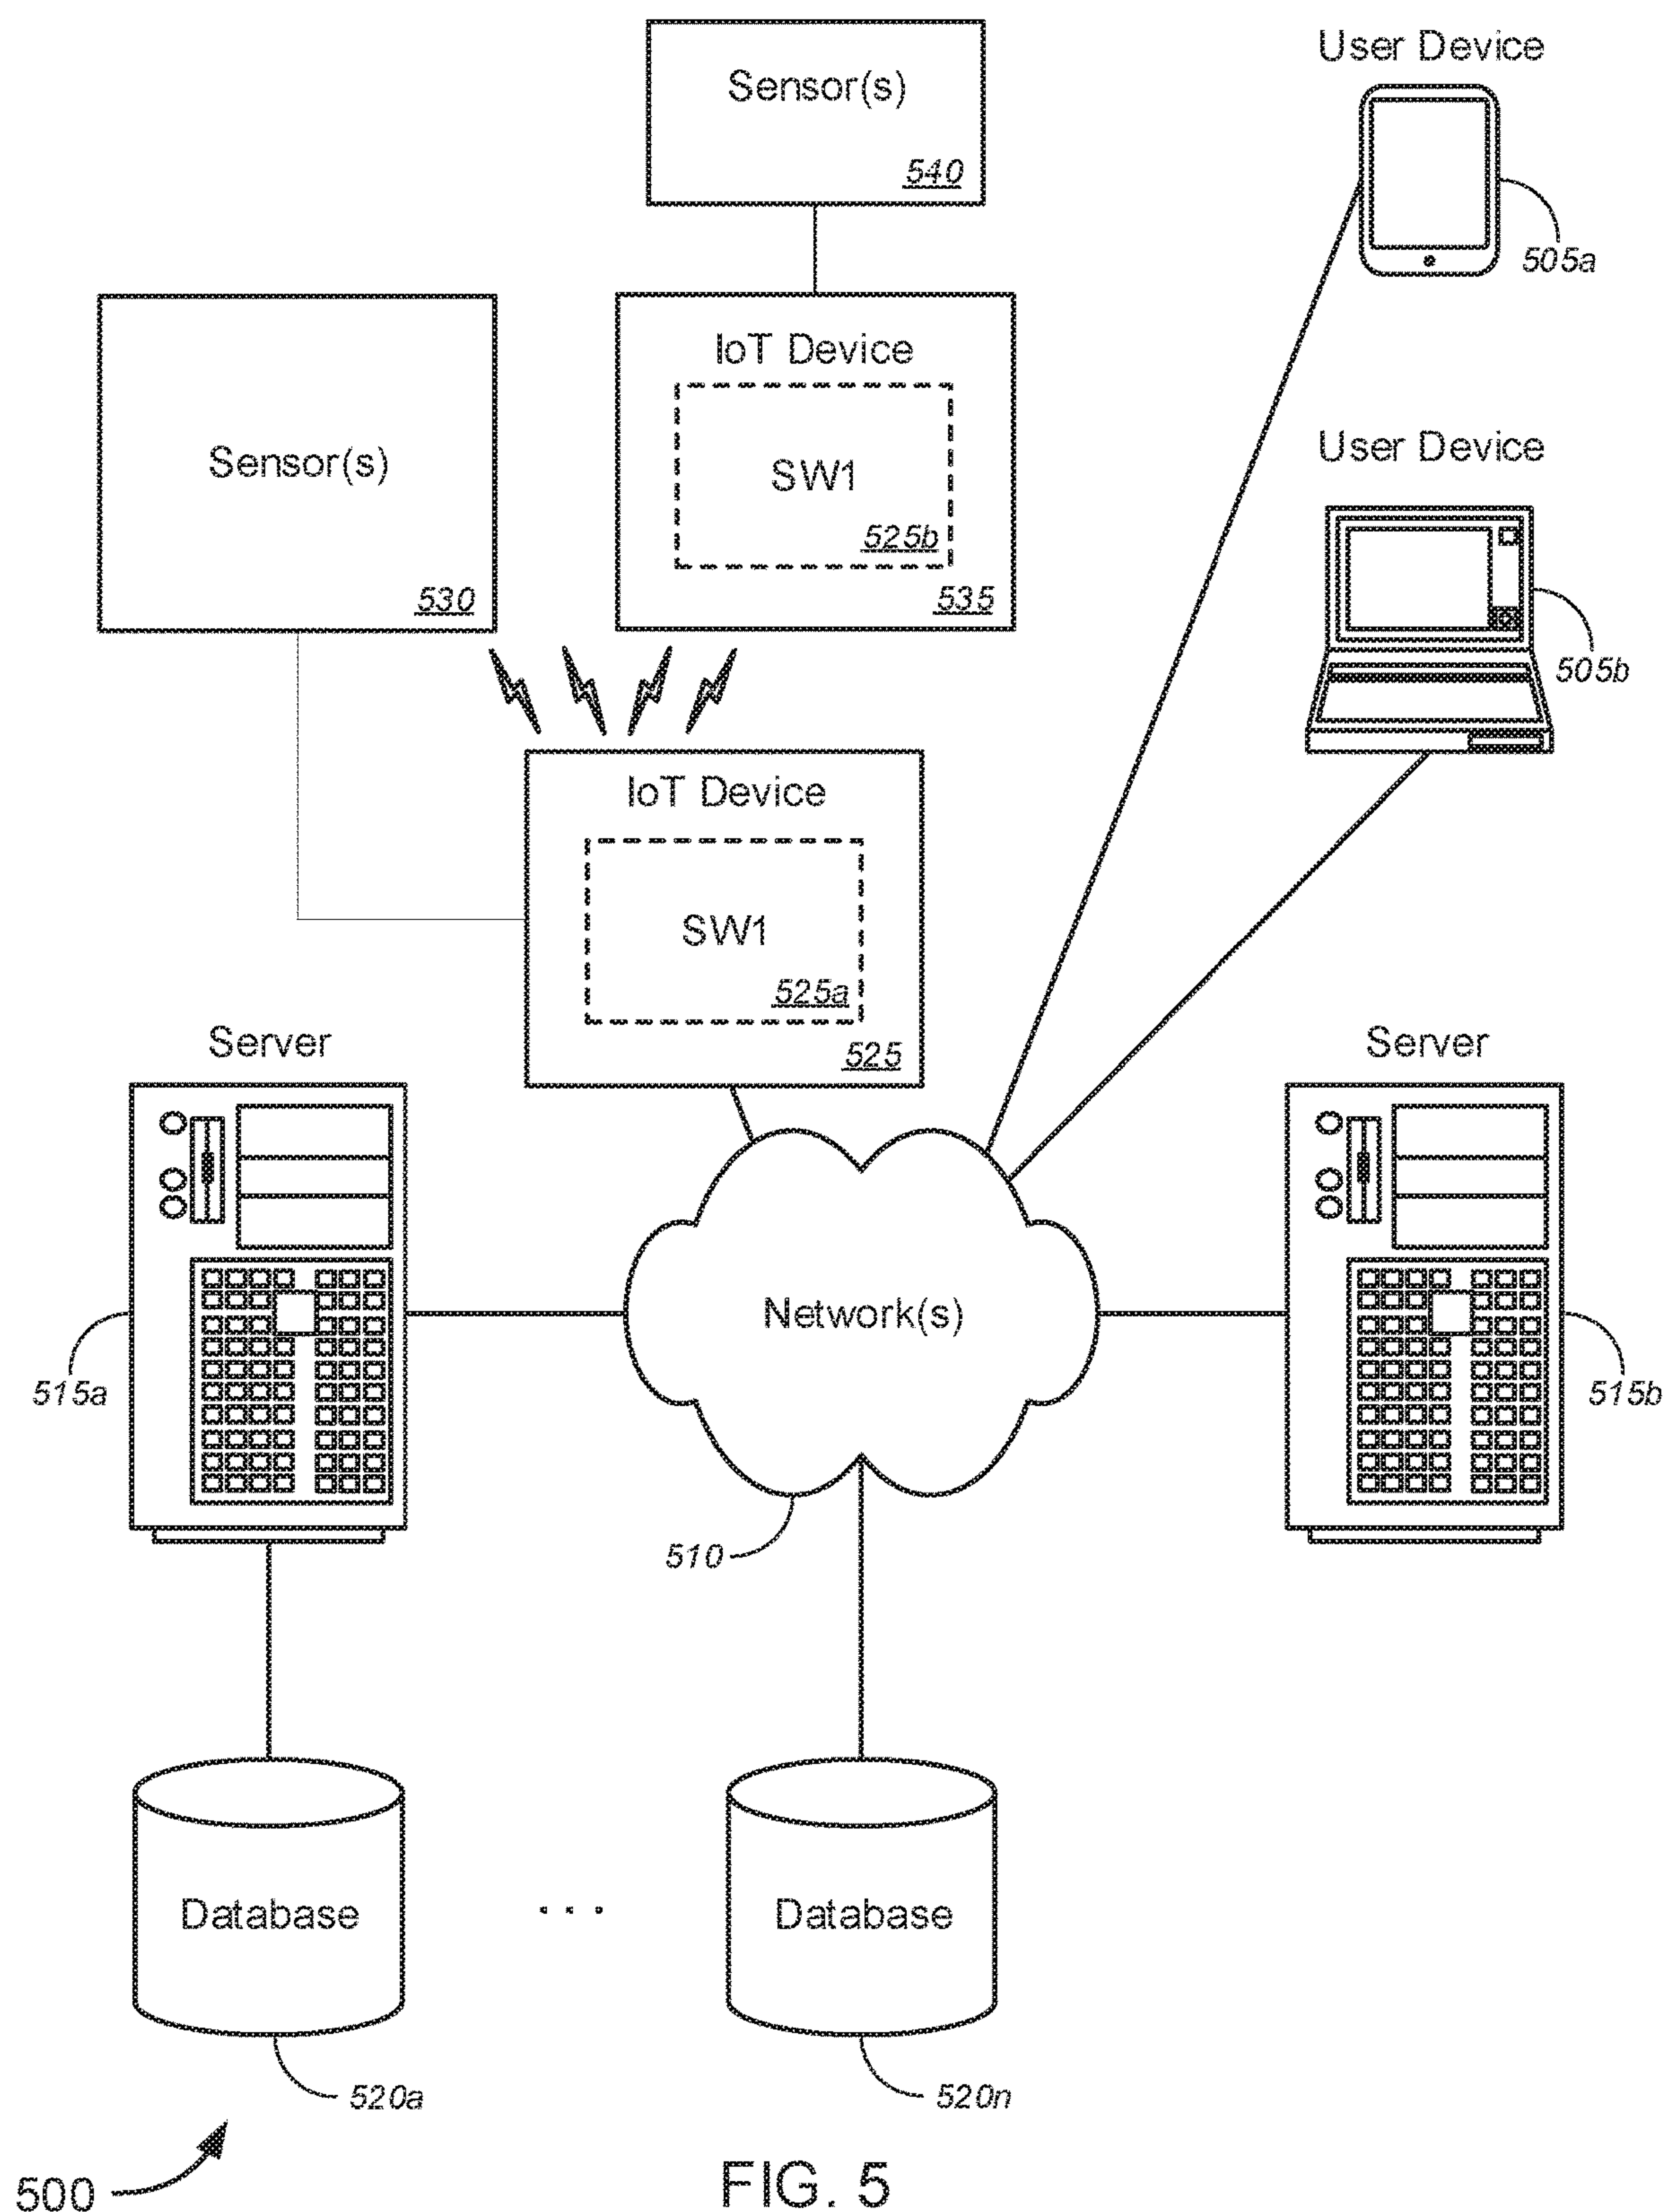 User Device
Sensor(s)
540
505a
IoT Device
SW1
525b
535
Sensor(s)
530
User Device
505b
IoT Device
SW1
525a
525
Server
515a
Server
515b
Network(s)
510
Database
520a
. . .
Database
520n
500
FIG. 5